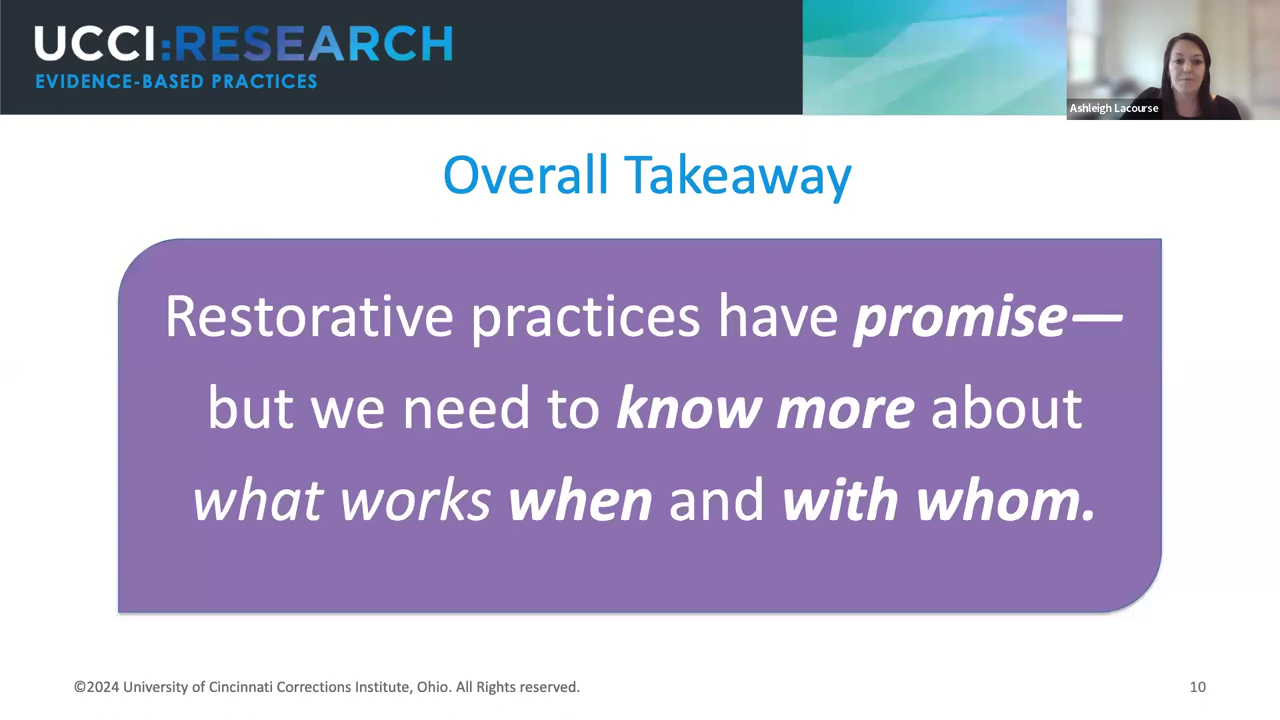 UCCI:RESEARCH
EVIDENCE-BASED PRACTICES
Ashleigh Lacourse
Overall Takeaway
Restorative practices have promise—
but we need to know more about
what works when and with whom.
©2024 University of Cincinnati Corrections Institute, Ohio. All Rights reserved.
10